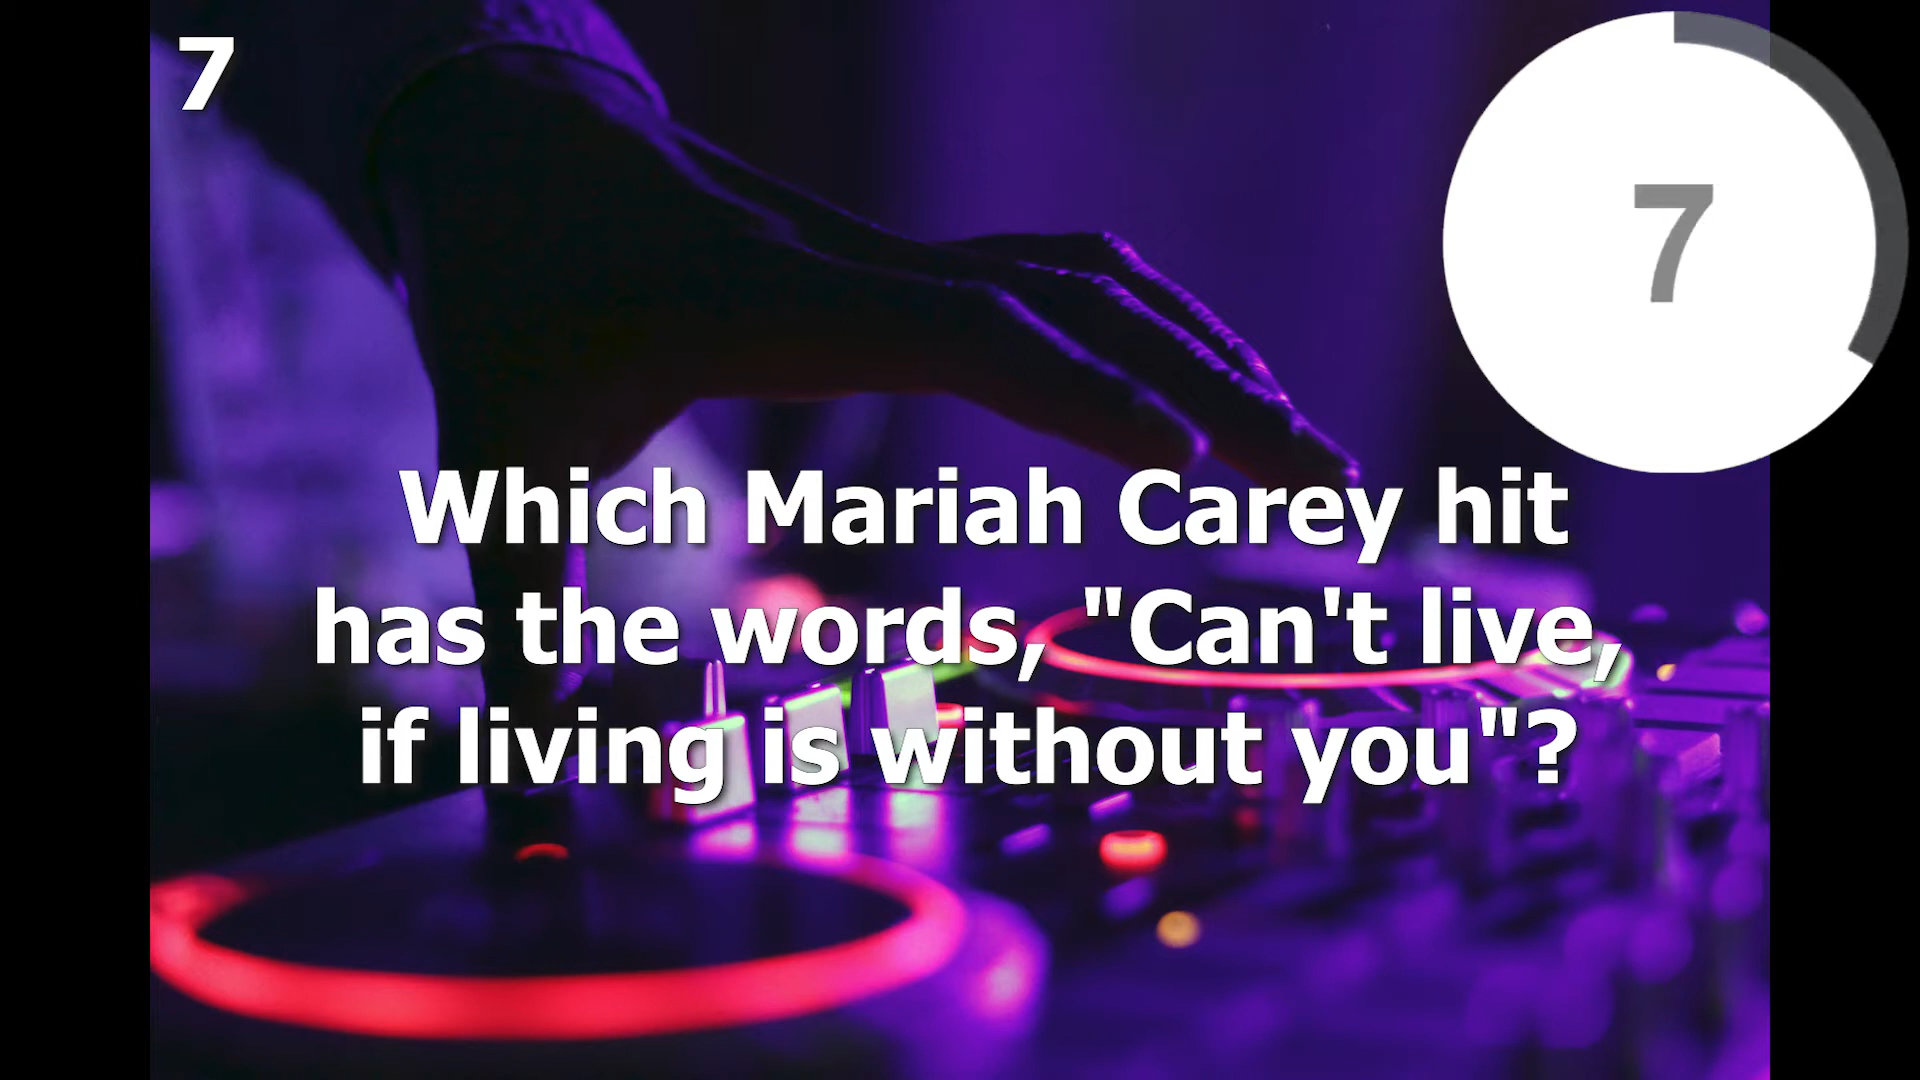 7
7
Which Mariah Carey hit
has the words, "Can't live,
if living is without you"?